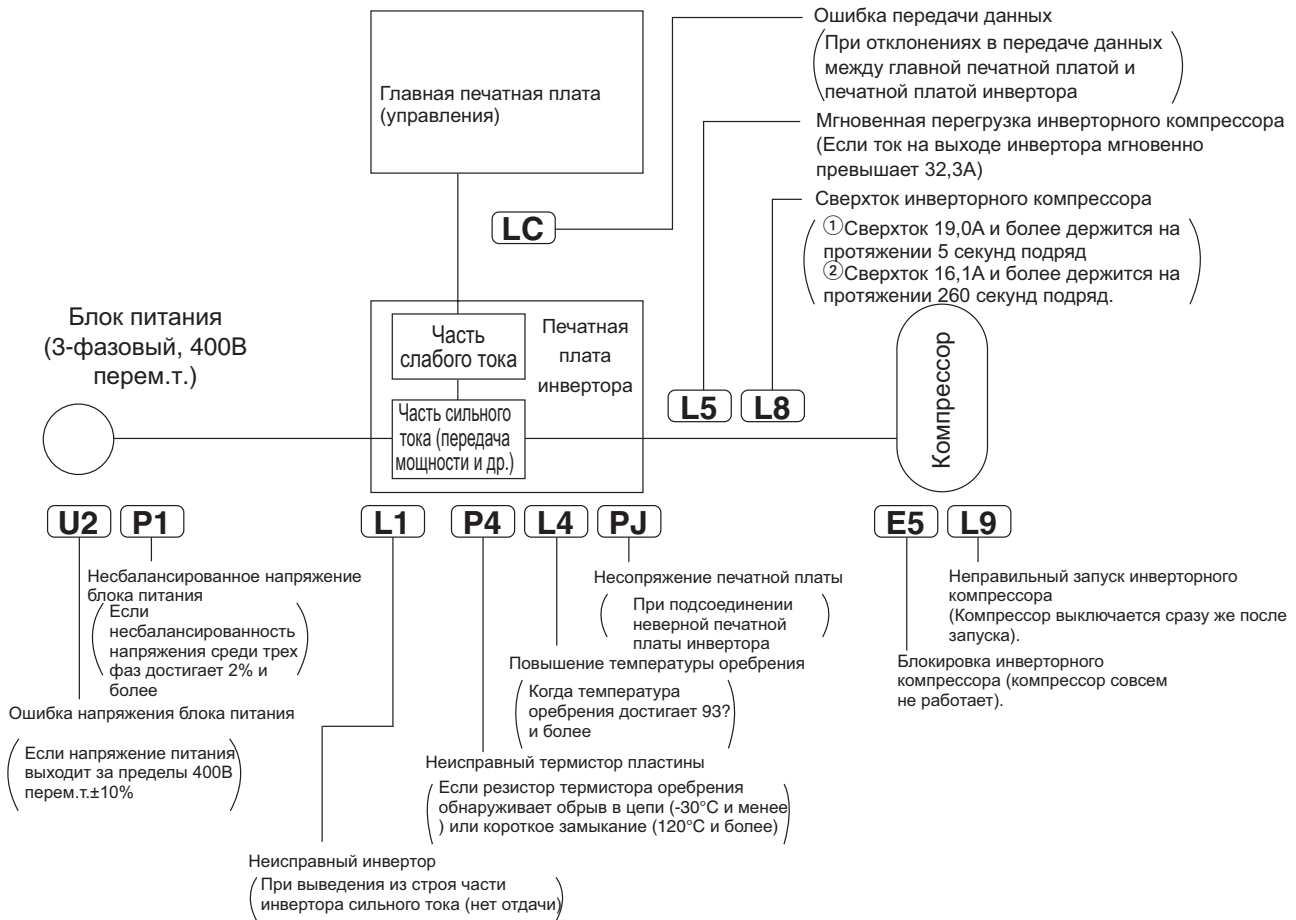 Главная печатная плата
(управления)
Ошибка передачи данных
При отклонениях в передаче данных
между главной печатной платой и
печатной платой инвертора
Мгновенная перегрузка инверторного компрессора
(Если ток на выходе инвертора мгновенно
превышает 32,3А)
Сверхток инверторного компрессора
①Сверхток 19,0А и более держится на
протяжении 5 секунд подряд
②Сверхток 16,1А и более держится на
протяжении 260 секунд подряд.
LC
Блок питания
(3-фазовый, 400В
перем.т.)
Часть
слабого тока
Печатная
плата
инвертора
Часть сильного
тока (передача
мощности и др.)
L5 L8
Компрессор
U2 P1 L1 P4 L4 PJ E5 L9
Несбалансированное напряжение
блока питания
Если
несбалансированность
напряжения среди трех
фаз достигает 2% и
более
Ошибка напряжения блока питания
Если напряжение питания
выходит за пределы 400В
перем.т.±10%
Несопряжение печатной платы
При подсоединении
неверной печатной
платы инвертора
Повышение температуры оребрения
Когда температура
оребрения достигает 93?
и более
Неисправный термистор пластины
Если резистор термистора оребрения
обнаруживает обрыв в цепи (-30°C и менее
) или короткое замыкание (120°C и более)
Неисправный инвертор
При выведения из строя части
инвертора сильного тока (нет отдачи)
Неправильный запуск инверторного
компрессора
(Компрессор выключается сразу же после
запуска).
Блокировка инверторного
компрессора (компрессор совсем
не работает).